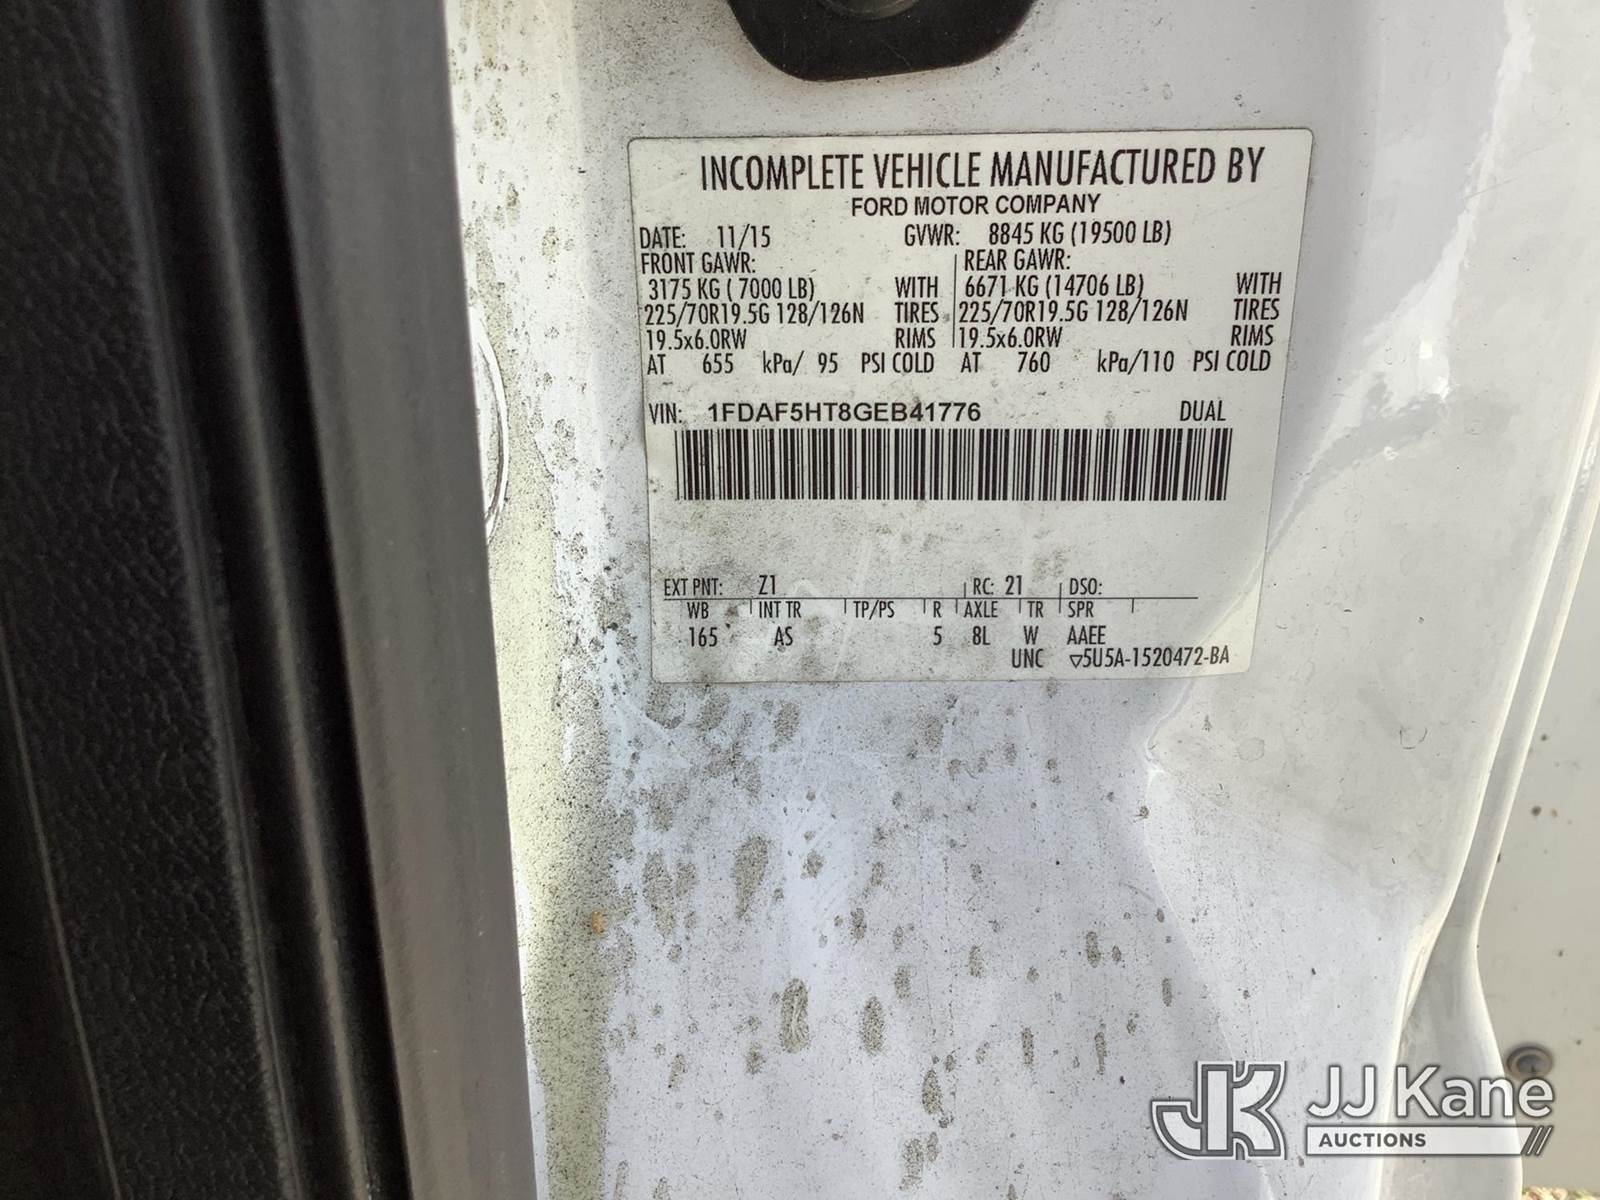 INCOMPLETE VEHICLE MANUFACTURED BY
FORD MOTOR COMPANY
DATE: 11/15 GVWR: 8845 KG (19500 LB)
FRONT GAWR: REAR GAWR:
3175 KG ( 7000 LB) WITH 6671 KG (14706 LB) WITH
225/70R19.5G 128/126N TIRES 225/70R19.5G 128/126N TIRES
19.5x6.0RW RIMS 19.5x6.0RW RIMS
AT 655 kPa/ 95 PSI COLD AT 760 kPa/110 PSI COLD
VIN: 1FDAF5HT8GEB41776 DUAL
EXT PNT: Z1 RC: 21 DSO:
WB INT TR TP/PS R AXLE TR SPR
165 AS 5 8L W AAEE
UNC ▽5U5A-1520472-BA
JK JJ Kane
AUCTIONS